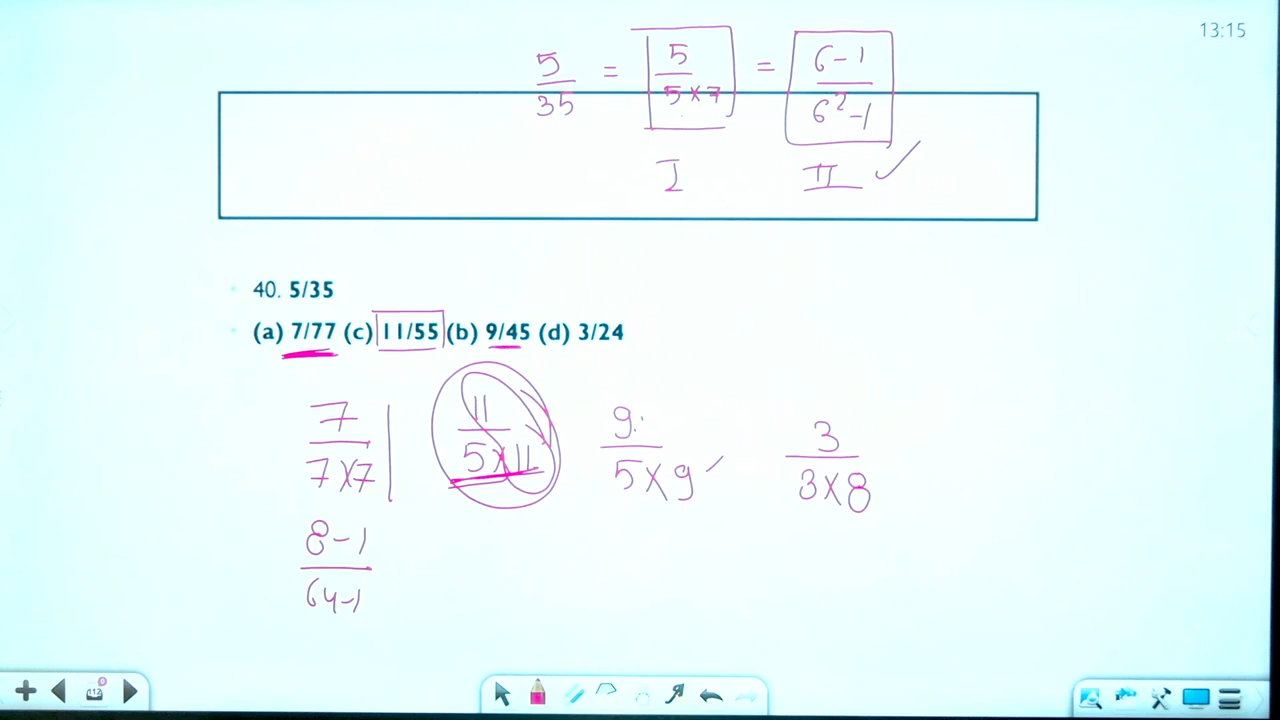 13:15
5/35 = 5/5×7 = 6-1/6²-1
I II ✓
40. 5/35
(a) 7/77 (c) 11/55 (b) 9/45 (d) 3/24
7/7×7 11/5×11 9/5×9 ✓ 3/3×8
8-1/64-1
112